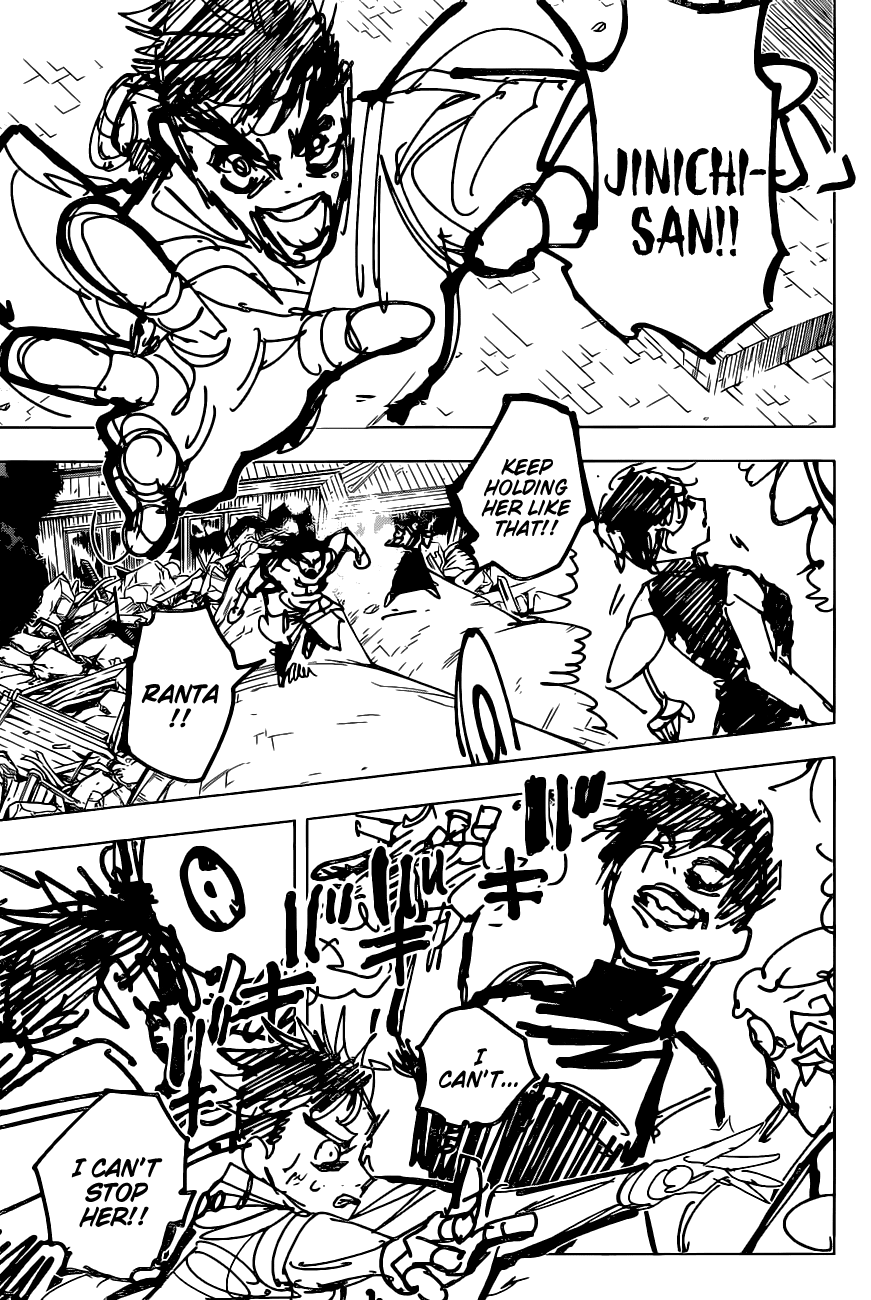 JINICHI-
SAN!!
KEEP
HOLDING
HER LIKE
THAT!!
RANTA
!!
I
CAN'T...
I CAN'T
STOP
HER!!